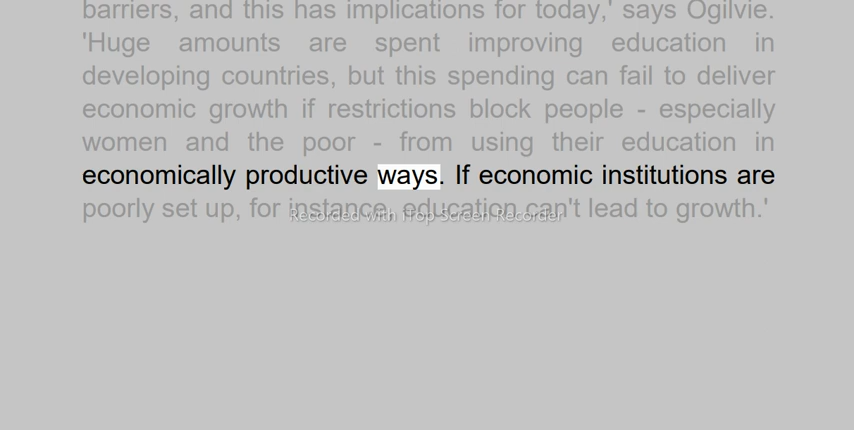 barriers, and this has implications for today,' says Ogilvie.
'Huge amounts are spent improving education in
developing countries, but this spending can fail to deliver
economic growth if restrictions block people - especially
women and the poor - from using their education in
economically productive ways. If economic institutions are
poorly set up, for instance, education can't lead to growth.'
Recorded with iTop Screen Recorder